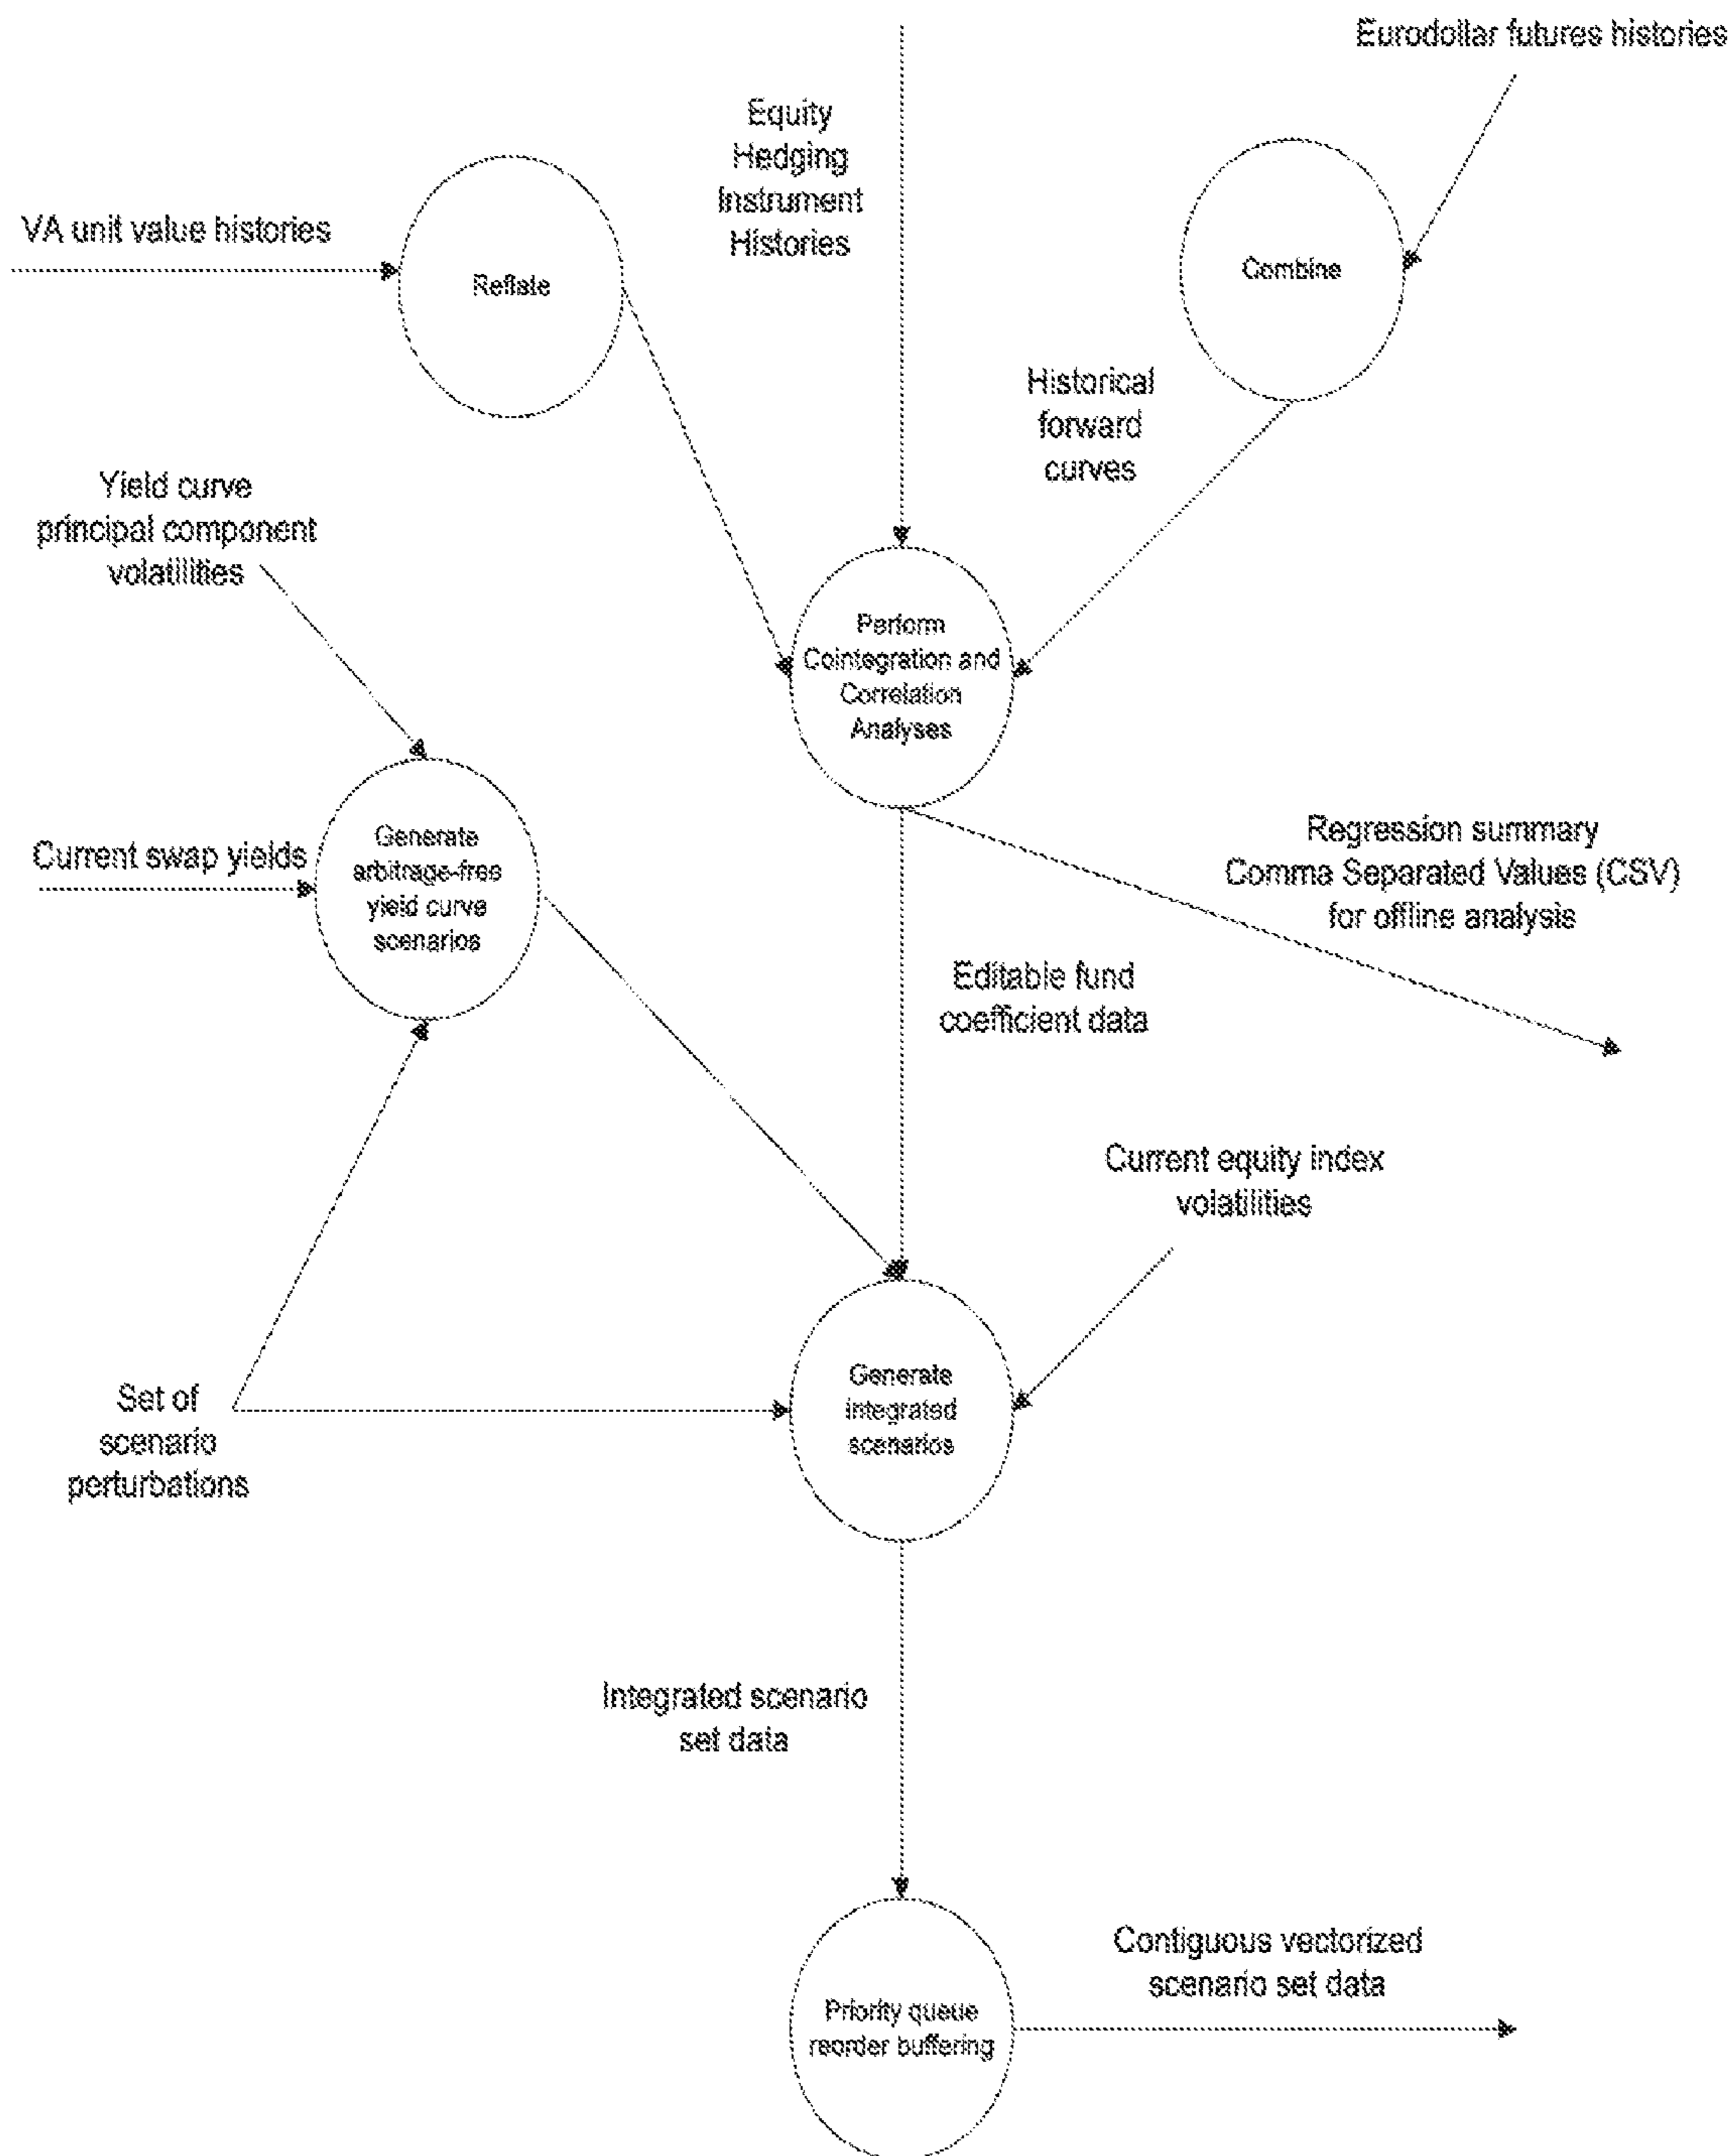 Eurodollar futures histories
Equity
Hedging
Instrument
Histories
VA unit value histories
Reflate
Combine
Historical
forward
curves
Yield curve
principal component
volatilities
Perform
Cointegration and
Correlation
Analyses
Current swap yields
Generate
arbitrage-free
yield curve
scenarios
Regression summary
Comma Separated Values (CSV)
for offline analysis
Editable fund
coefficient data
Current equity index
volatilities
Set of
scenario
perturbations
Generate
integrated
scenarios
Integrated scenario
set data
Contiguous vectorized
scenario set data
Priority queue
reorder buffering